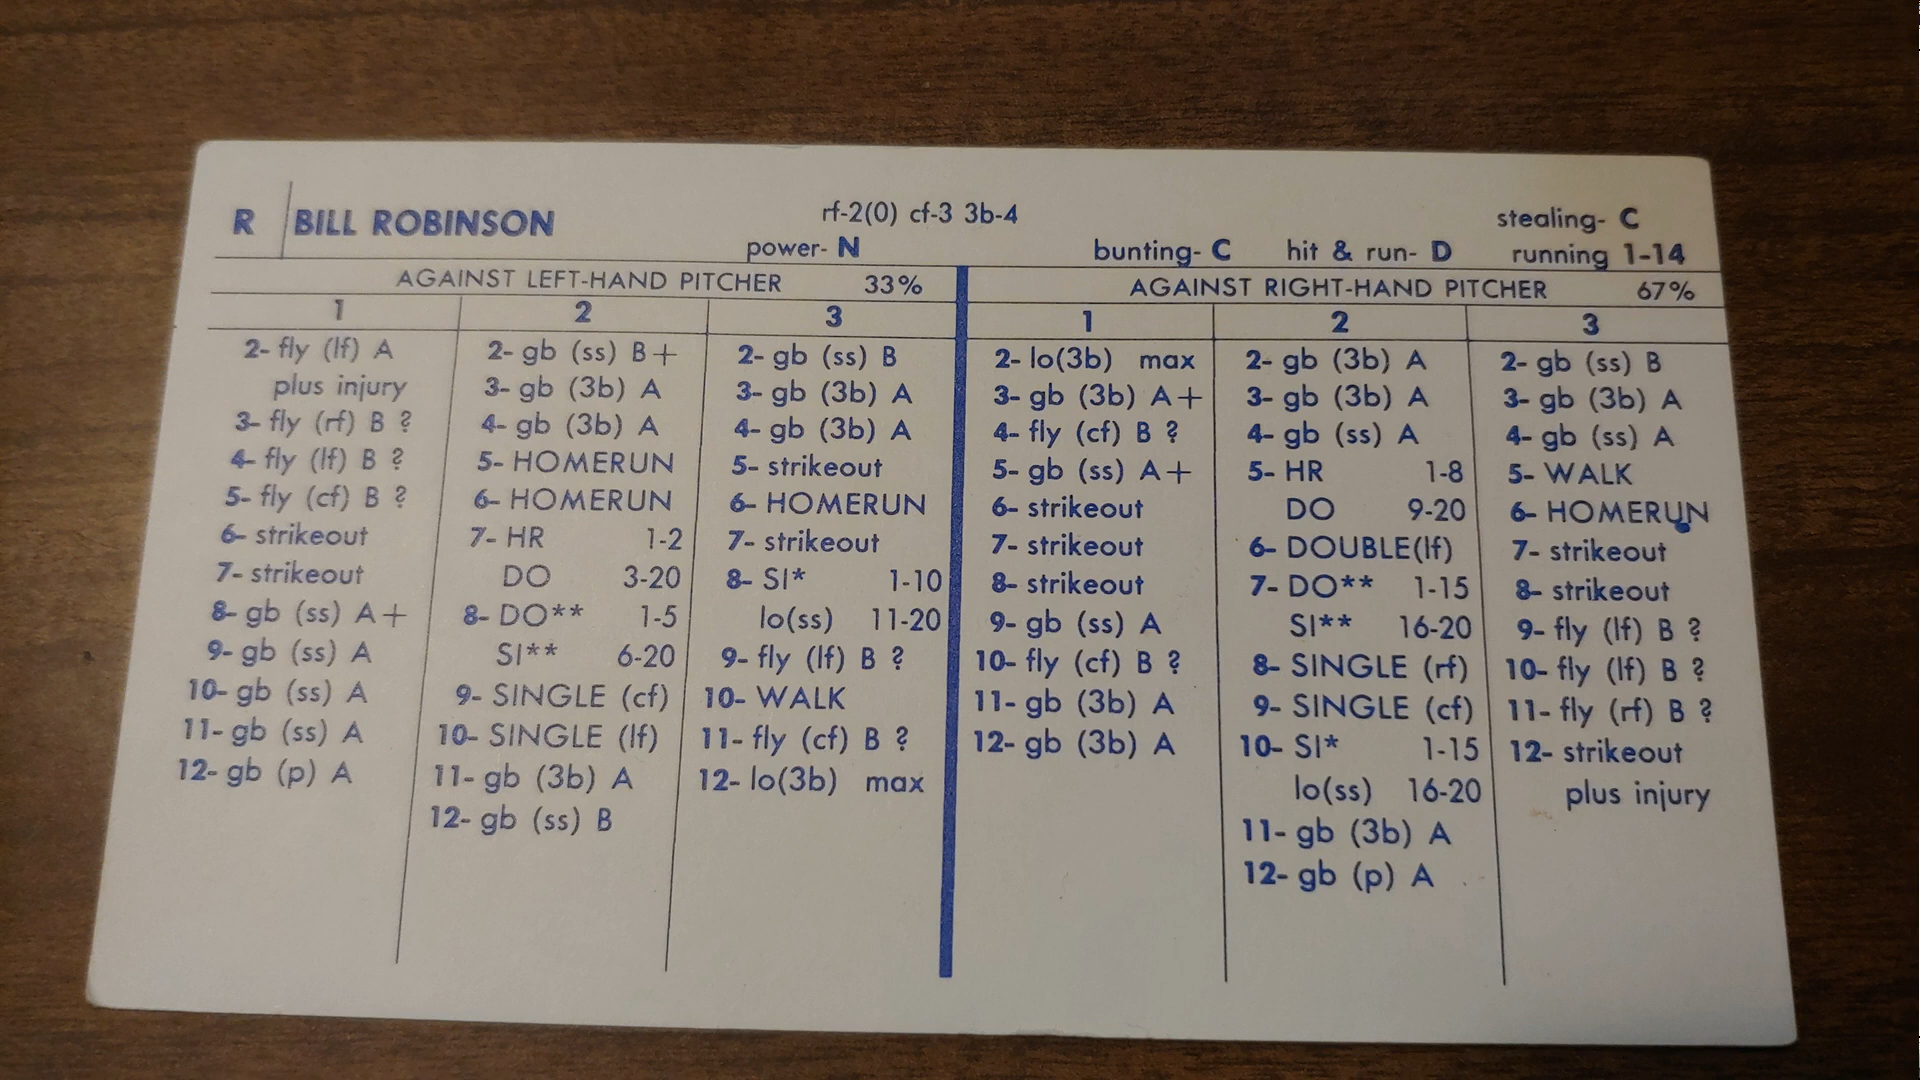 R BILL ROBINSON
rf-2(0) cf-3 3b-4
stealing- C
power- N
bunting- C
hit & run- D
running 1-14
AGAINST LEFT-HAND PITCHER 33%
1
2- fly (lf) A
plus injury
3- fly (rf) B ?
4- fly (lf) B ?
5- fly (cf) B ?
6- strikeout
7- strikeout
8- gb (ss) A+
9- gb (ss) A
10- gb (ss) A
11- gb (ss) A
12- gb (p) A
2
2- gb (ss) B+
3- gb (3b) A
4- gb (3b) A
5- HOMERUN
6- HOMERUN
7- HR 1-2
DO 3-20
8- DO** 1-5
SI** 6-20
9- SINGLE (cf)
10- SINGLE (lf)
11- gb (3b) A
12- gb (ss) B
3
2- gb (ss) B
3- gb (3b) A
4- gb (3b) A
5- strikeout
6- HOMERUN
7- strikeout
8- SI* 1-10
lo(ss) 11-20
9- fly (lf) B ?
10- WALK
11- fly (cf) B ?
12- lo(3b) max
AGAINST RIGHT-HAND PITCHER 67%
1
2- lo(3b) max
3- gb (3b) A+
4- fly (cf) B ?
5- gb (ss) A+
6- strikeout
7- strikeout
8- strikeout
9- gb (ss) A
10- fly (cf) B ?
11- gb (3b) A
12- gb (3b) A
2
2- gb (3b) A
3- gb (3b) A
4- gb (ss) A
5- HR 1-8
DO 9-20
6- DOUBLE(lf)
7- DO** 1-15
SI** 16-20
8- SINGLE (rf)
9- SINGLE (cf)
10- SI* 1-15
lo(ss) 16-20
11- gb (3b) A
12- gb (p) A
3
2- gb (ss) B
3- gb (3b) A
4- gb (ss) A
5- WALK
6- HOMERUN
7- strikeout
8- strikeout
9- fly (lf) B ?
10- fly (lf) B ?
11- fly (rf) B ?
12- strikeout
plus injury